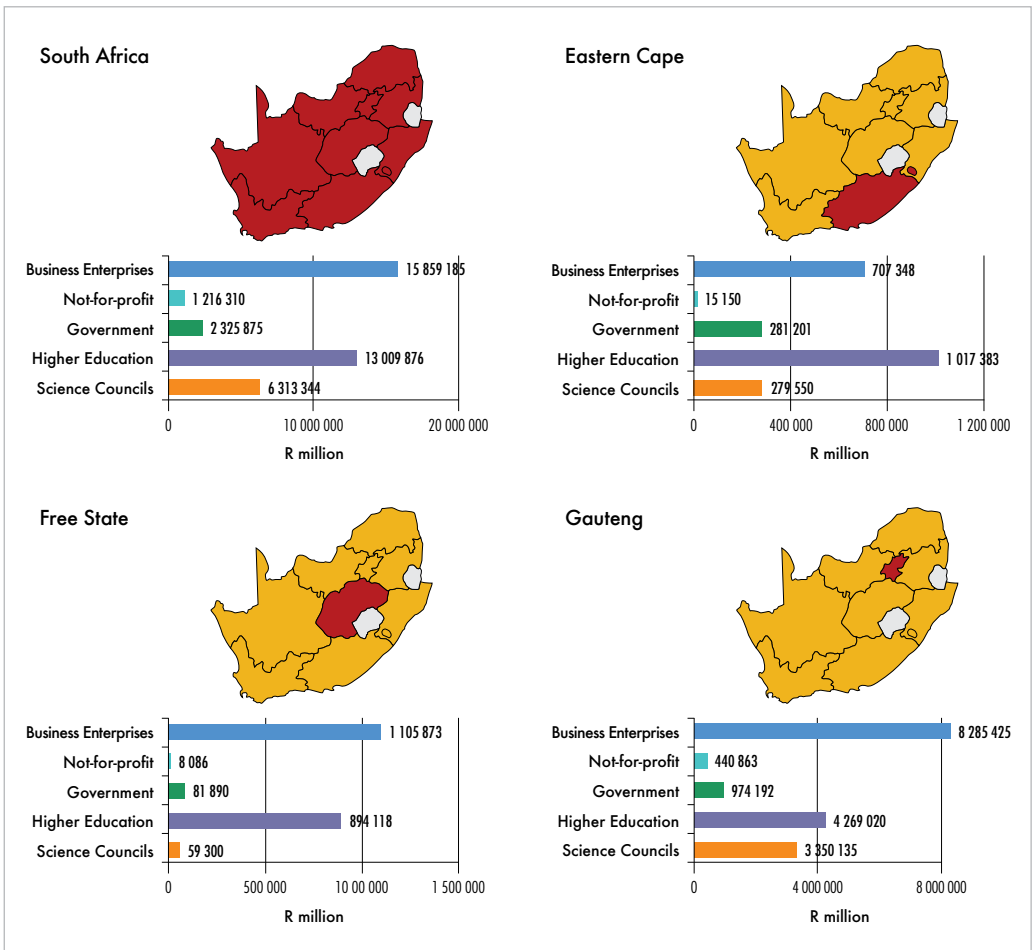 South Africa
Business Enterprises 15 859 185
Not-for-profit 1 216 310
Government 2 325 875
Higher Education 13 009 876
Science Councils 6 313 344
0 10 000 000 20 000 000
R million
Eastern Cape
Business Enterprises 707 348
Not-for-profit 15 150
Government 281 201
Higher Education 1 017 383
Science Councils 279 550
0 400 000 800 000 1 200 000
R million
Free State
Business Enterprises 1 105 873
Not-for-profit 8 086
Government 81 890
Higher Education 894 118
Science Councils 59 300
0 500 000 1 000 000 1 500 000
R million
Gauteng
Business Enterprises 8 285 425
Not-for-profit 440 863
Government 974 192
Higher Education 4 269 020
Science Councils 3 350 135
0 4 000 000 8 000 000
R million